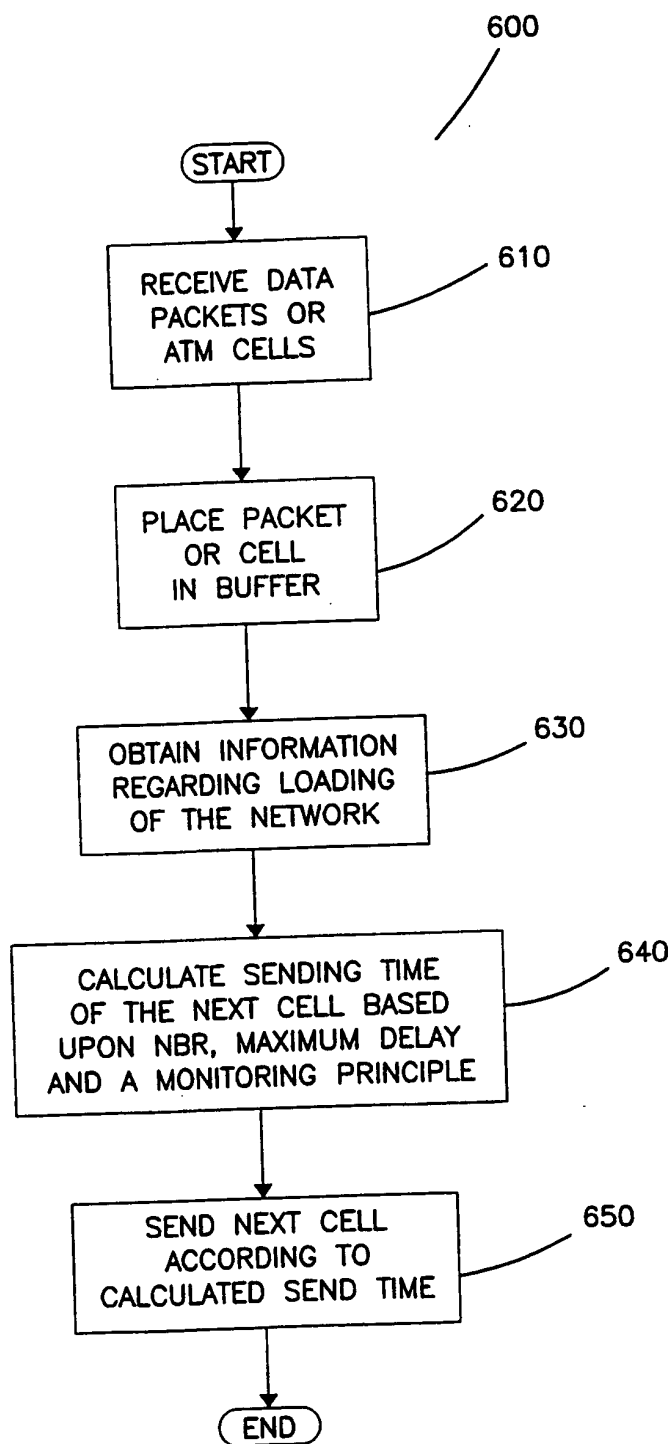 600
START
RECEIVE DATA
PACKETS OR
ATM CELLS
610
PLACE PACKET
OR CELL
IN BUFFER
620
OBTAIN INFORMATION
REGARDING LOADING
OF THE NETWORK
630
CALCULATE SENDING TIME
OF THE NEXT CELL BASED
UPON NBR, MAXIMUM DELAY
AND A MONITORING PRINCIPLE
640
SEND NEXT CELL
ACCORDING TO
CALCULATED SEND TIME
650
END